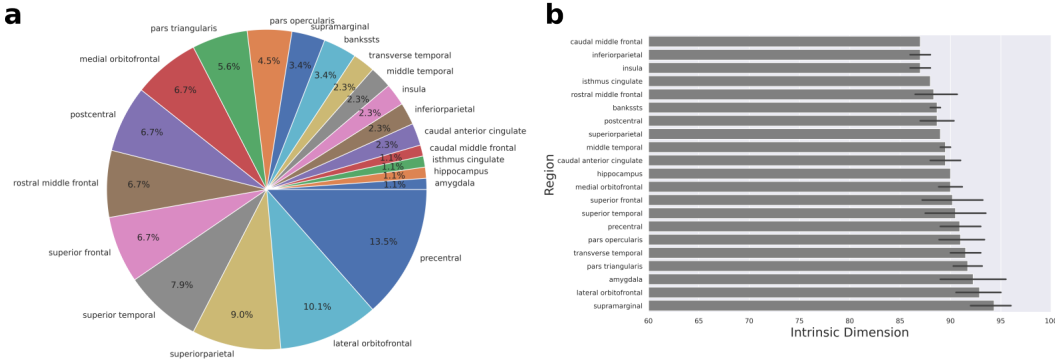 a
pars opercularis
supramarginal
bankssts
transverse temporal
middle temporal
insula
inferiorparietal
caudal anterior cingulate
caudal middle frontal
isthmus cingulate
hippocampus
amygdala
precentral
lateral orbitofrontal
superiorparietal
superior temporal
superior frontal
rostral middle frontal
postcentral
medial orbitofrontal
pars triangularis
4.5%
3.4%
3.4%
2.3%
2.3%
2.3%
2.3%
2.3%
1.1%
1.1%
1.1%
1.1%
13.5%
10.1%
9.0%
7.9%
6.7%
6.7%
6.7%
6.7%
5.6%
b
Region
caudal middle frontal
inferiorparietal
insula
isthmus cingulate
rostral middle frontal
bankssts
postcentral
superiorparietal
middle temporal
caudal anterior cingulate
hippocampus
medial orbitofrontal
superior frontal
superior temporal
precentral
pars opercularis
transverse temporal
pars triangularis
amygdala
lateral orbitofrontal
supramarginal
60 65 70 75 80 85 90 95 100
Intrinsic Dimension